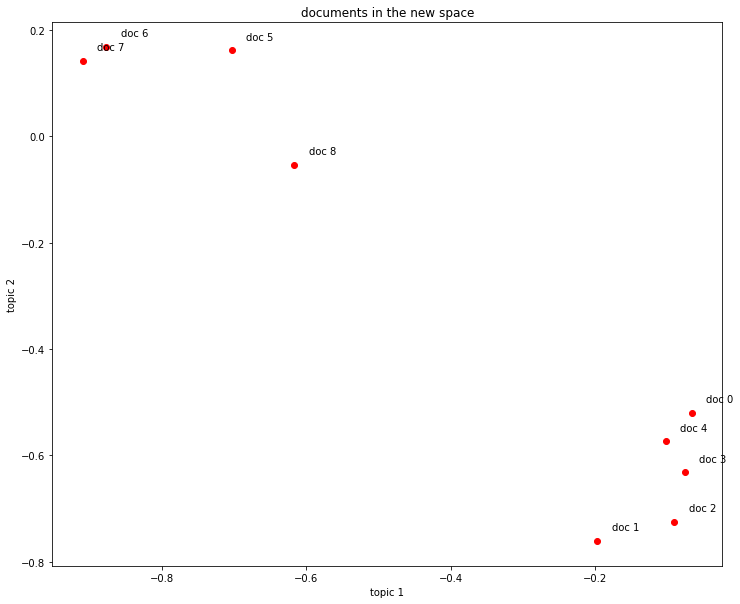 documents in the new space
doc 6
doc 5
doc 7
doc 8
doc 0
doc 4
doc 3
doc 2
doc 1
topic 2
0.2
0.0
−0.2
−0.4
−0.6
−0.8
−0.8
−0.6
−0.4
−0.2
topic 1